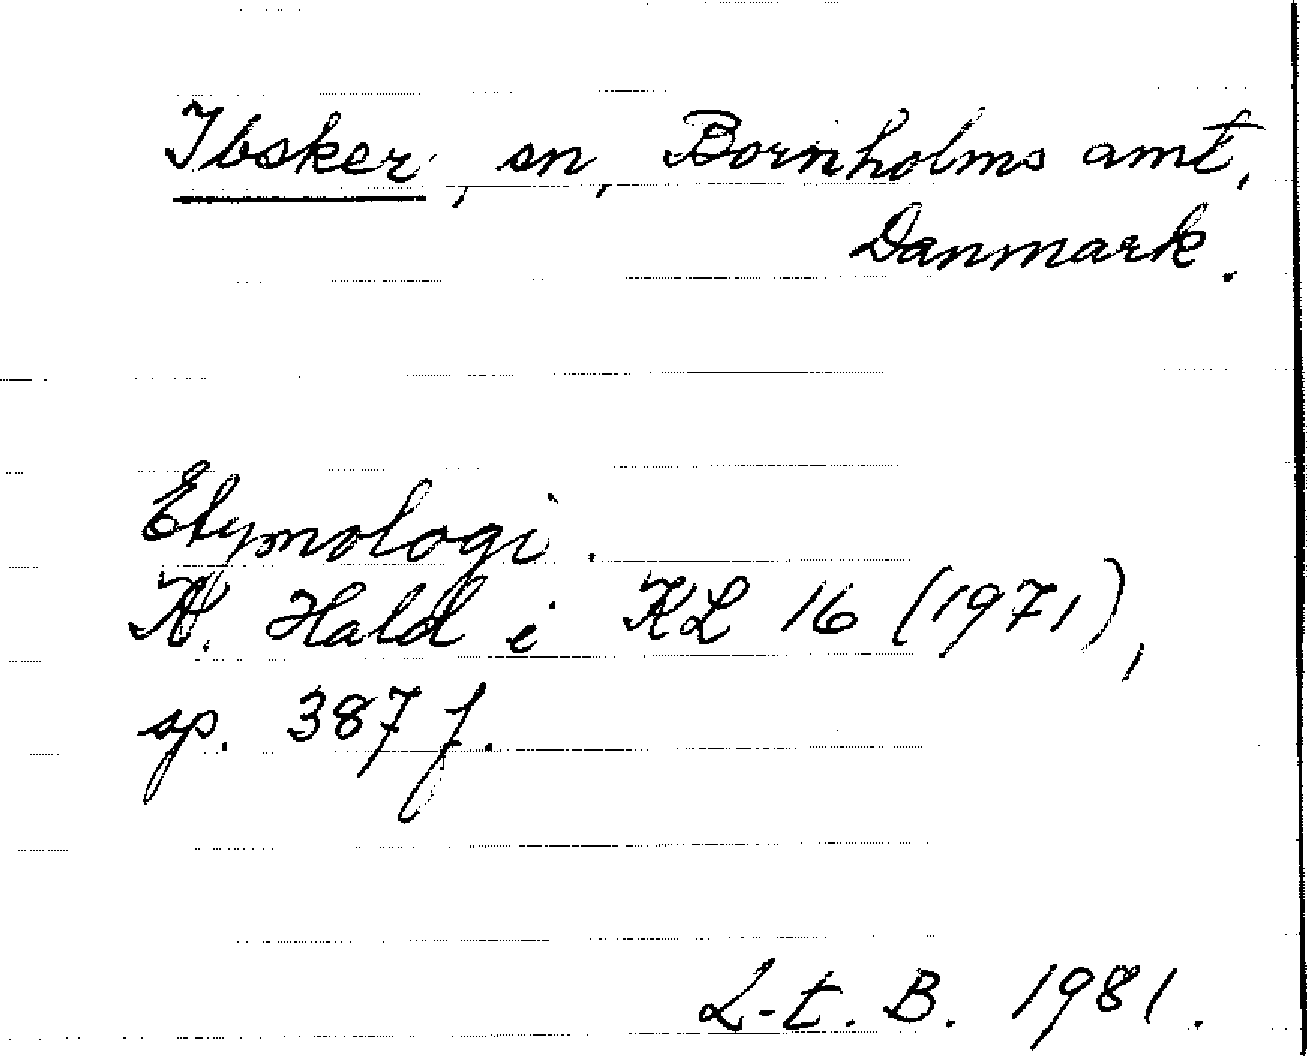 Ibsker, sn, Bornholms amt,
Danmark.
Etymologi.
K. Hald i KL 16 (1971),
sp. 387 f.
L-t. B. 1981.